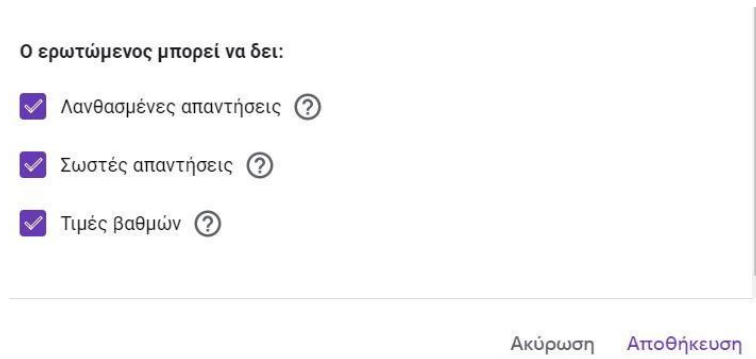 Ο ερωτώμενος μπορεί να δει:
Λανθασμένες απαντήσεις ?
Σωστές απαντήσεις ?
Τιμές βαθμών ?
Ακύρωση Αποθήκευση